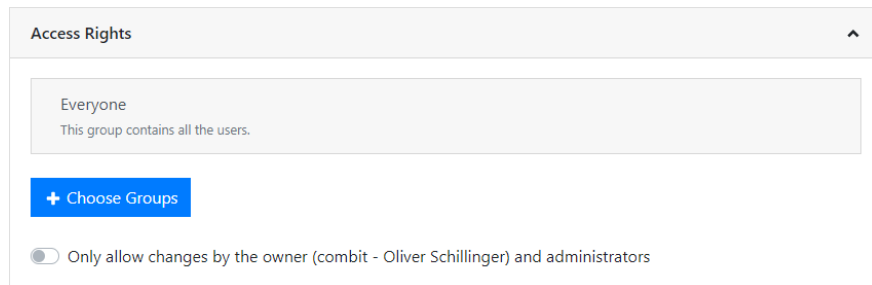 Access Rights
Everyone
This group contains all the users.
Choose Groups
Only allow changes by the owner (combit - Oliver Schillinger) and administrators